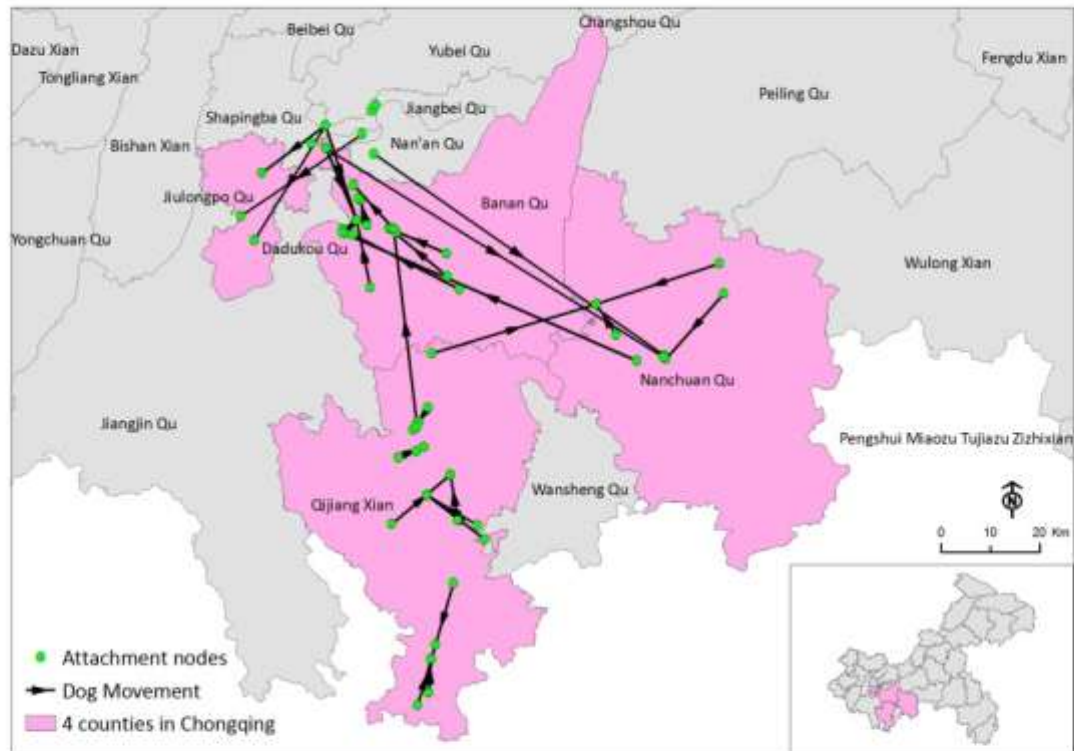 Changshou Qu
Beibei Qu
Dazu Xian
Yubei Qu
Fengdu Xian
Tongliang Xian
Peiling Qu
Jiangbei Qu
Shapingba Qu
Nan'an Qu
Bishan Xian
Jiulongpo Qu
Banan Qu
Yongchuan Qu
Dadukou Qu
Wulong Xian
Nanchuan Qu
Jiangjin Qu
Pengshui Miaozu Tujiazu Zizhixian
Wansheng Qu
Qijiang Xian
N
0 10 20 Km
Attachment nodes
Dog Movement
4 counties in Chongqing